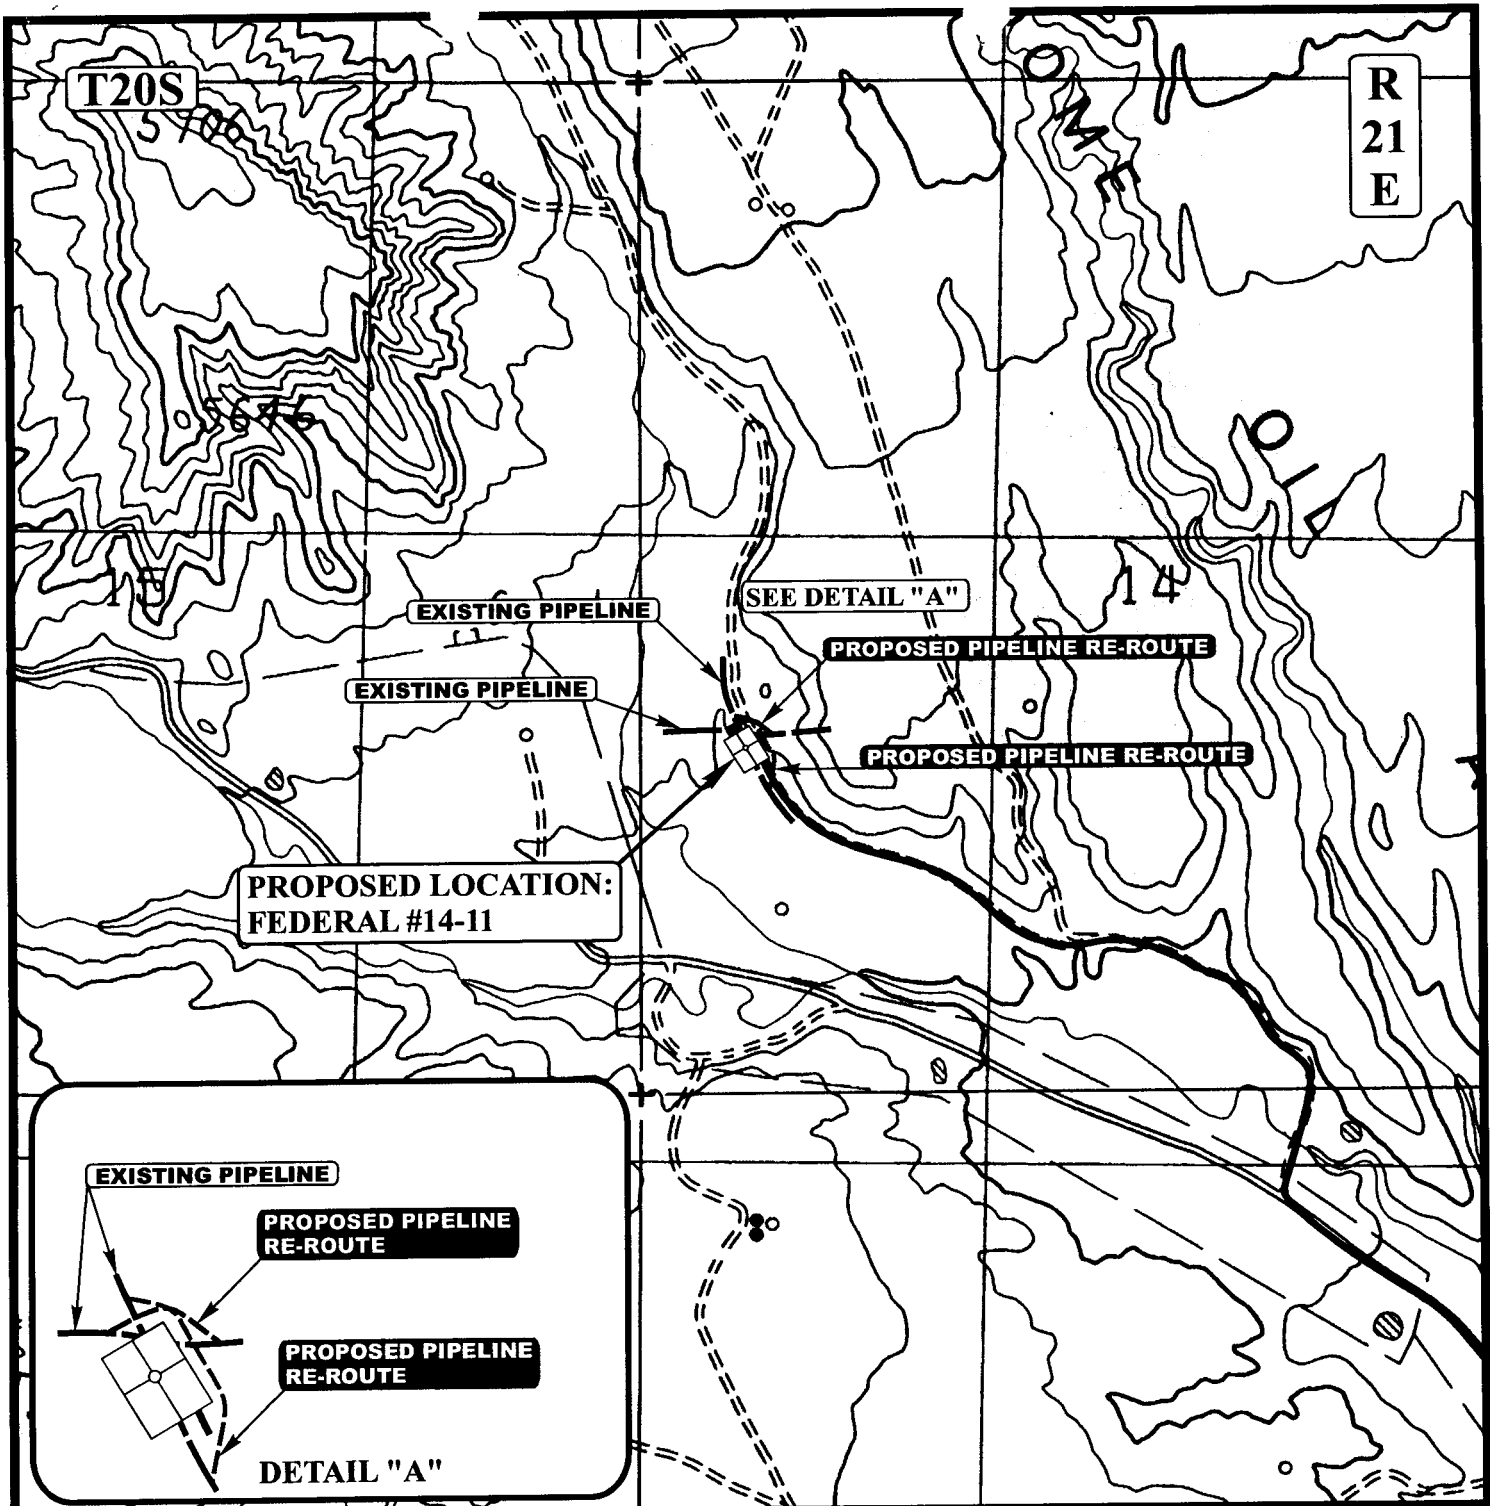 T20S
R
21
E
5706
O M E
5646
O I L
15
14
SEE DETAIL "A"
EXISTING PIPELINE
PROPOSED PIPELINE RE-ROUTE
EXISTING PIPELINE
PROPOSED PIPELINE RE-ROUTE
PROPOSED LOCATION:
FEDERAL #14-11
EXISTING PIPELINE
PROPOSED PIPELINE
RE-ROUTE
PROPOSED PIPELINE
RE-ROUTE
DETAIL "A"